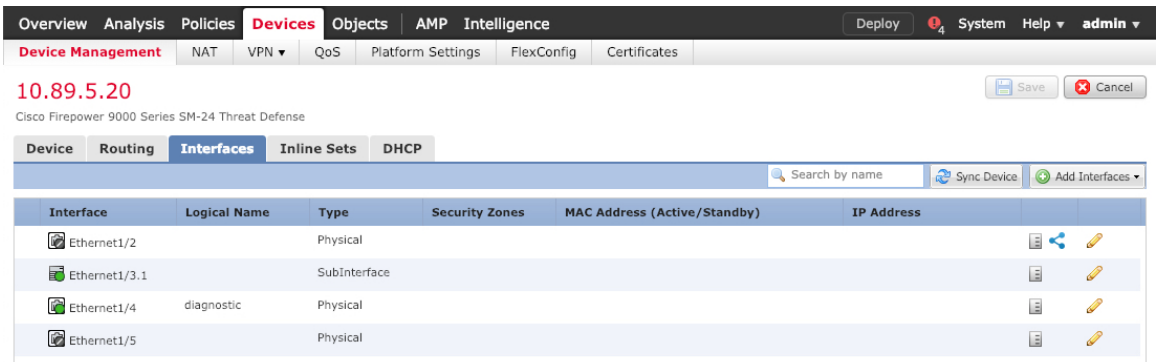 Overview Analysis Policies Devices Objects AMP Intelligence Deploy 4 System Help ▾ admin ▾
Device Management NAT VPN ▾ QoS Platform Settings FlexConfig Certificates
10.89.5.20
Save Cancel
Cisco Firepower 9000 Series SM-24 Threat Defense
Device Routing Interfaces Inline Sets DHCP
Search by name Sync Device Add Interfaces ▾
Interface Logical Name Type Security Zones MAC Address (Active/Standby) IP Address
Ethernet1/2 Physical
Ethernet1/3.1 SubInterface
Ethernet1/4 diagnostic Physical
Ethernet1/5 Physical